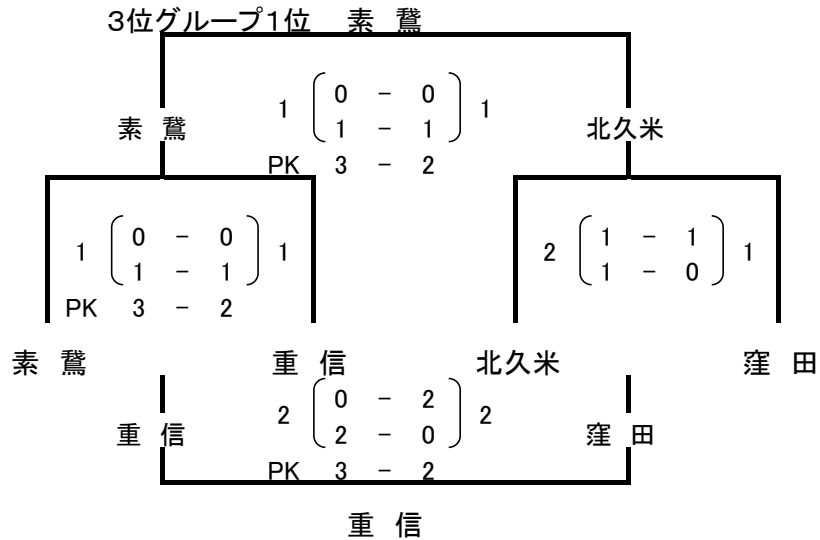 3位グループ1位 素 鵞
1 0 － 0 1
1 － 1
素 鵞 北久米
PK 3 － 2
1 0 － 0 1
1 － 1
PK 3 － 2
2 1 － 1 1
1 － 0
素 鵞 重 信 北久米 窪 田
2 0 － 2 2
2 － 0
重 信 窪 田
PK 3 － 2
重 信